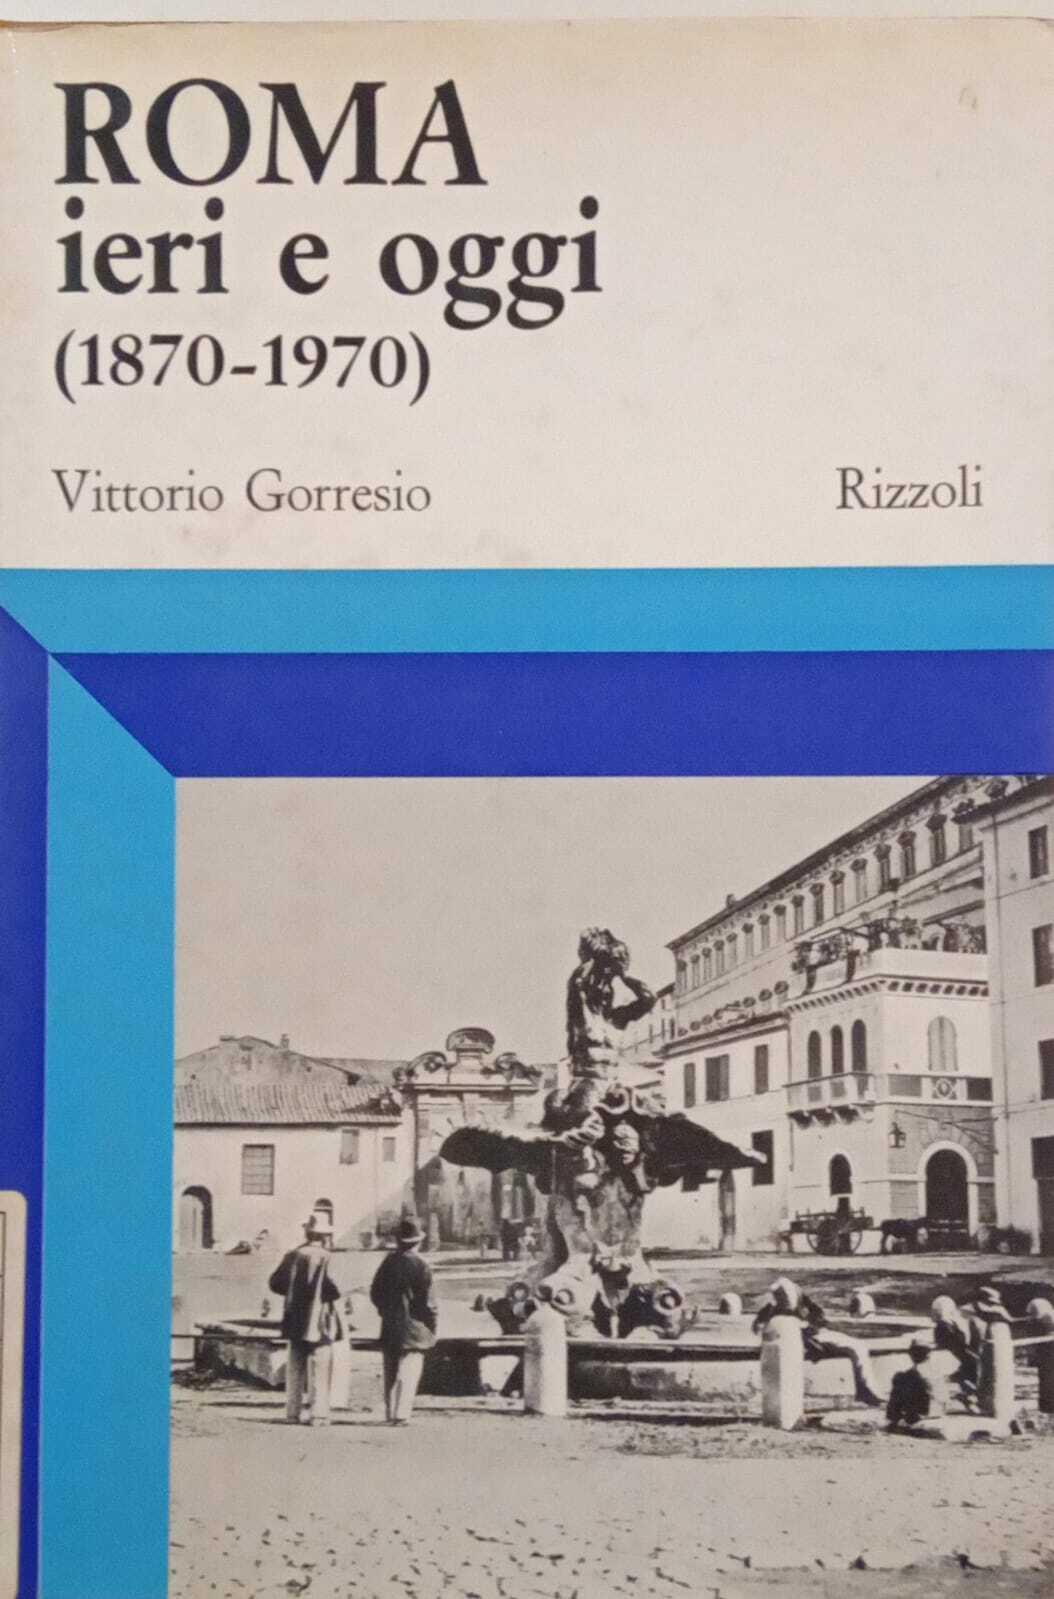 ROMA
ieri e oggi
(1870-1970)
Vittorio Gorresio Rizzoli